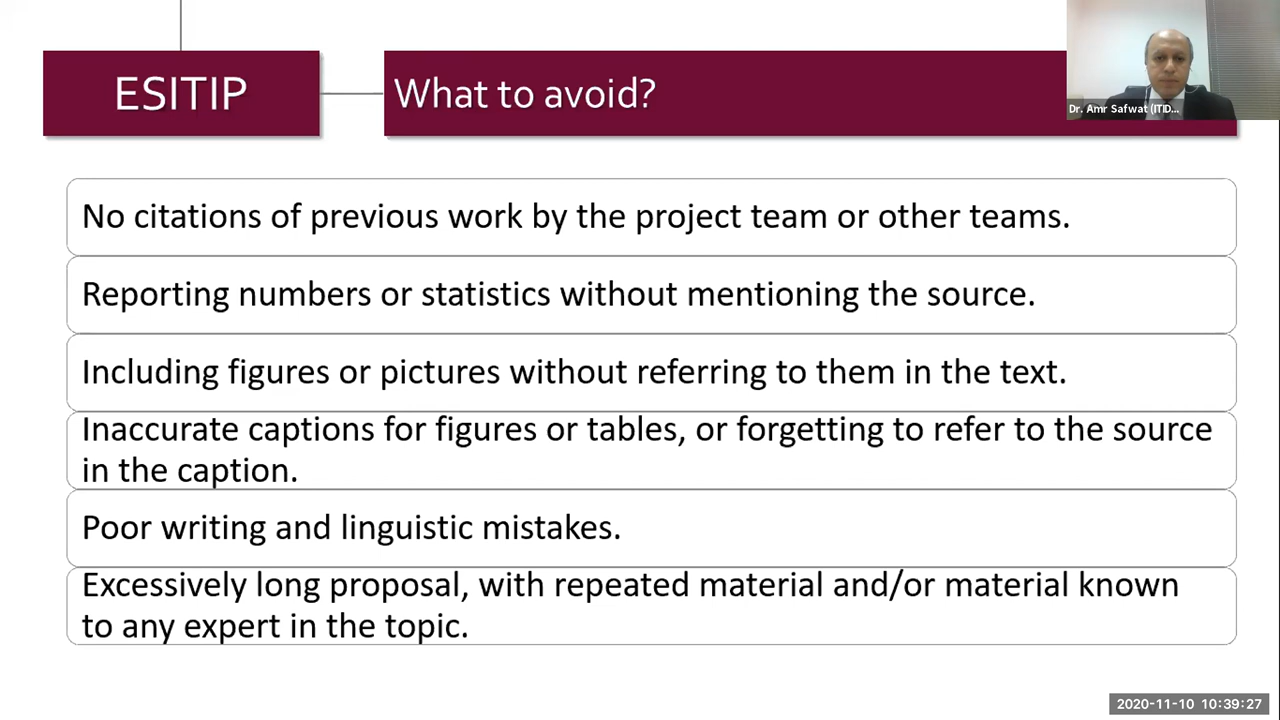 ESITIP
What to avoid?
Dr. Amr Safwat (ITID...
No citations of previous work by the project team or other teams.
Reporting numbers or statistics without mentioning the source.
Including figures or pictures without referring to them in the text.
Inaccurate captions for figures or tables, or forgetting to refer to the source
in the caption.
Poor writing and linguistic mistakes.
Excessively long proposal, with repeated material and/or material known
to any expert in the topic.
2020-11-10 10:39:27